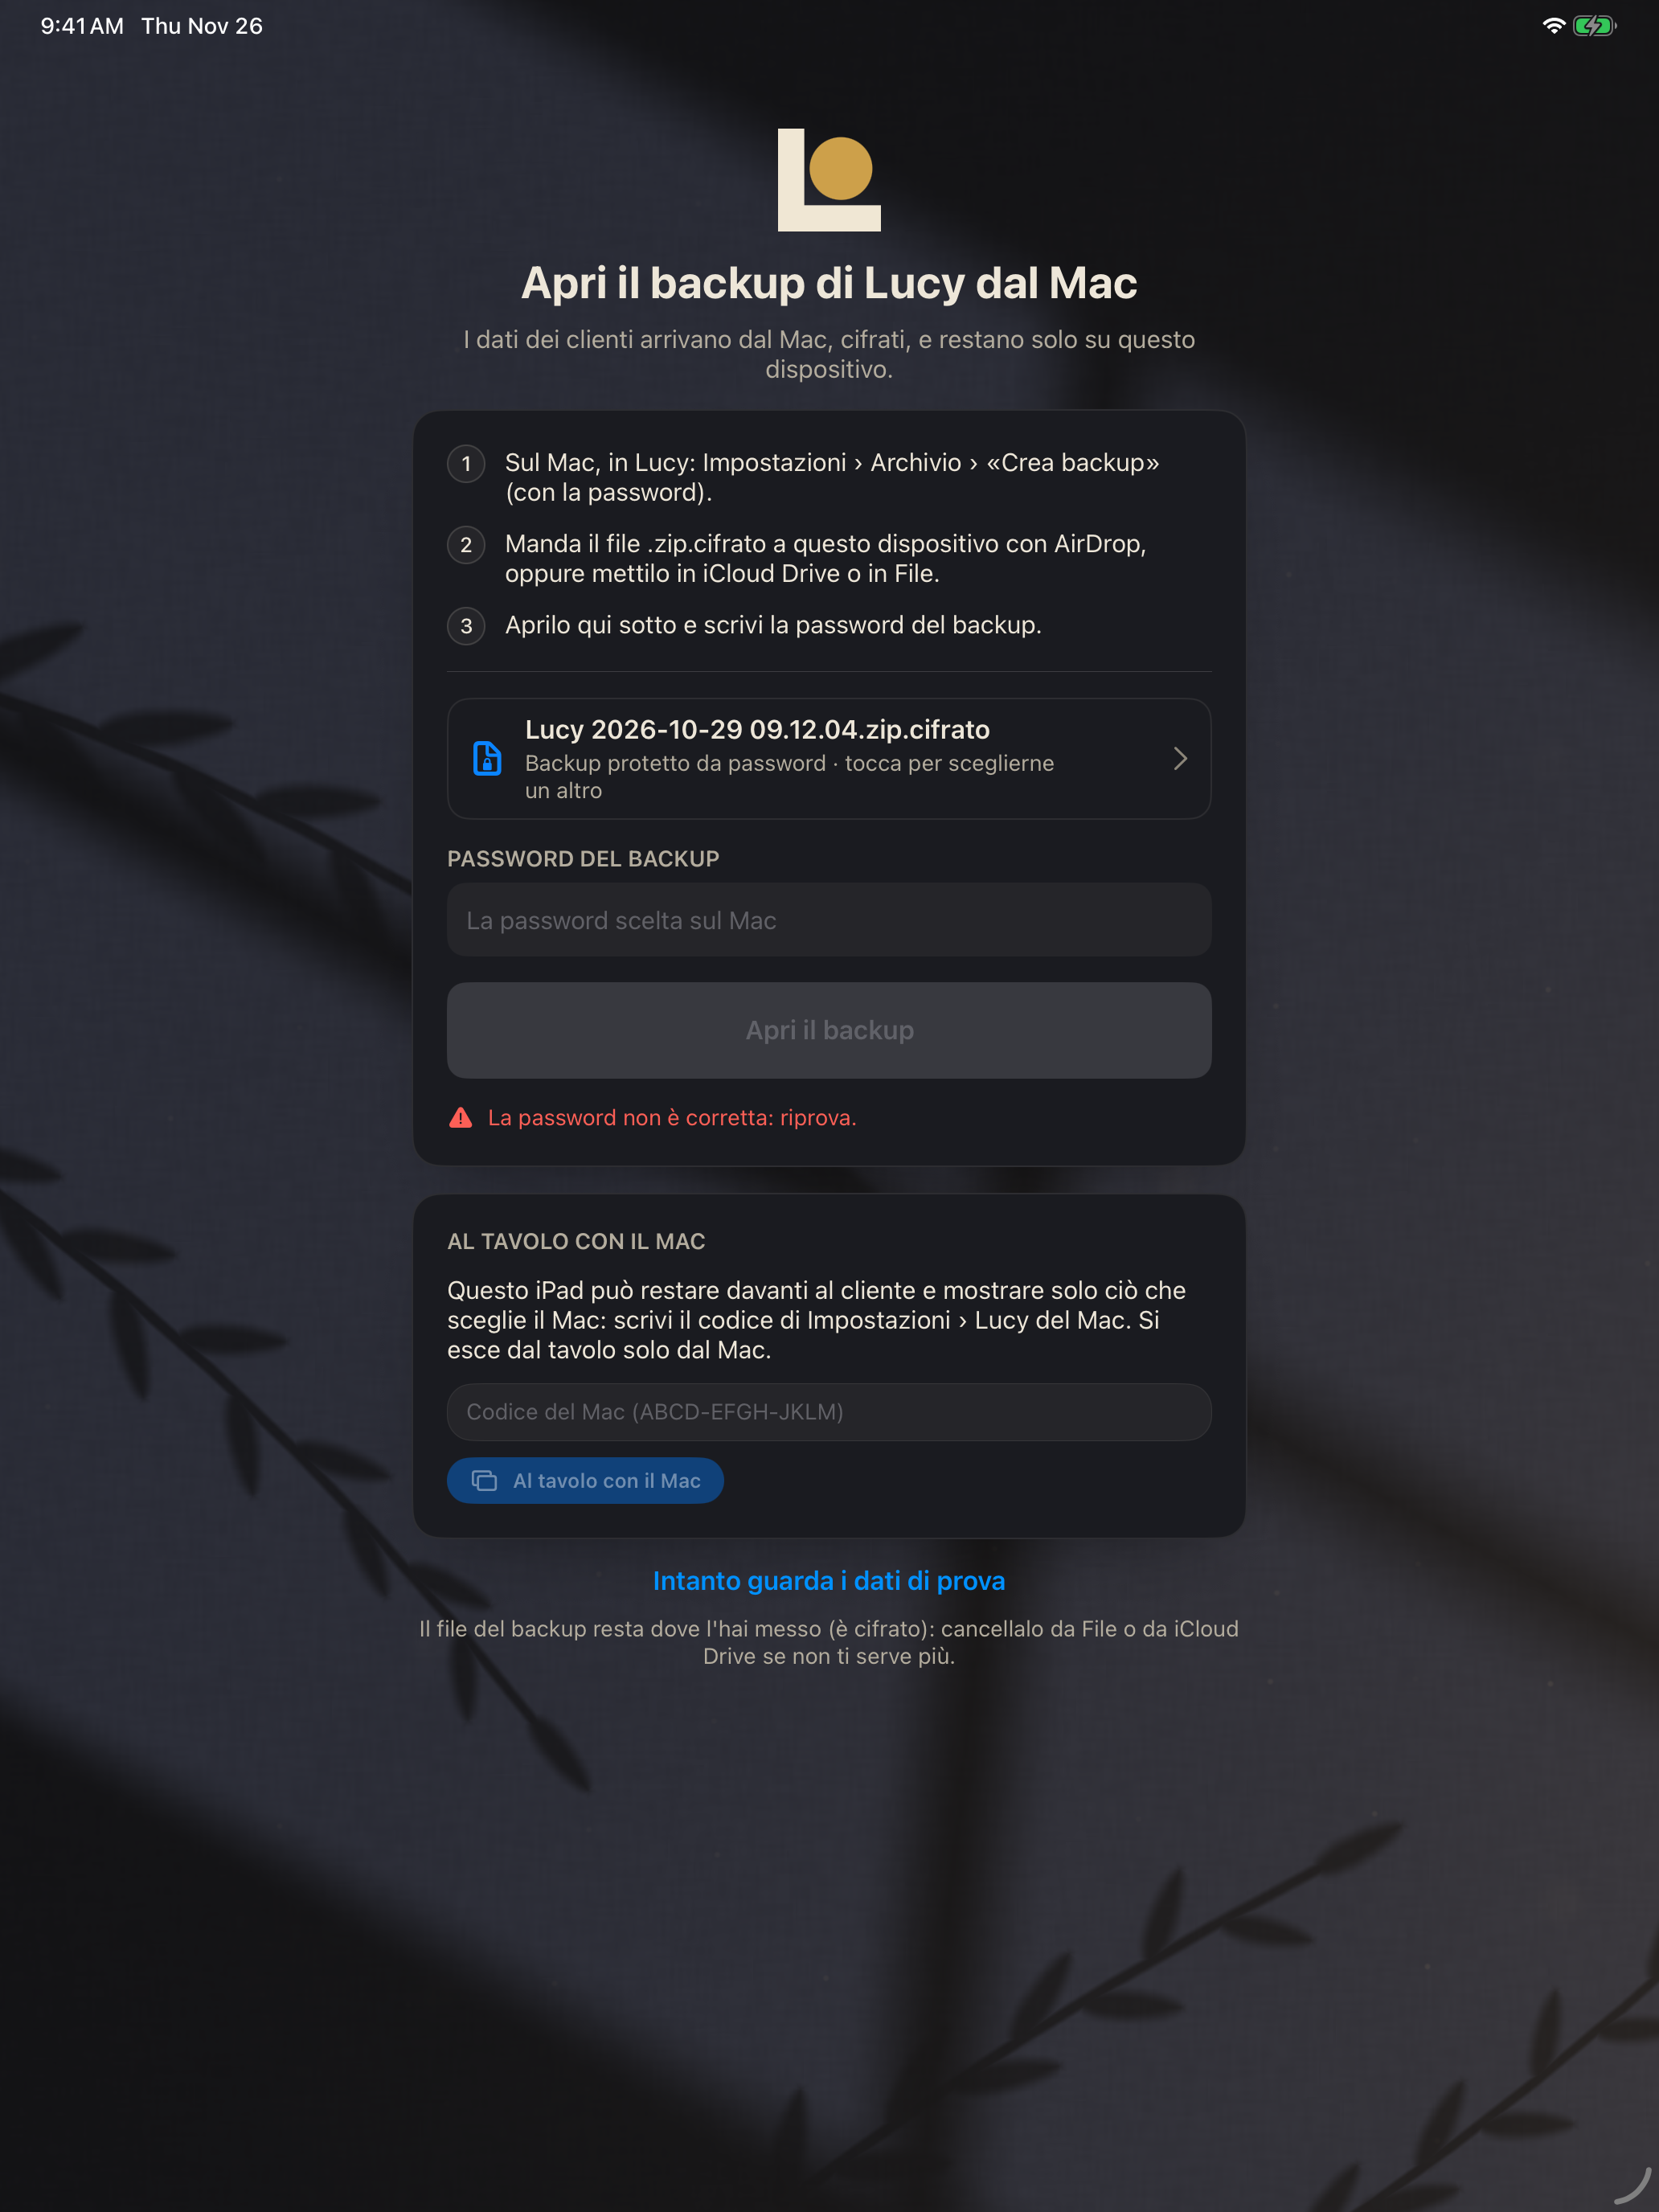 9:41 AM Thu Nov 26
Apri il backup di Lucy dal Mac
I dati dei clienti arrivano dal Mac, cifrati, e restano solo su questo
dispositivo.
1 Sul Mac, in Lucy: Impostazioni › Archivio › «Crea backup»
(con la password).
2 Manda il file .zip.cifrato a questo dispositivo con AirDrop,
oppure mettilo in iCloud Drive o in File.
3 Aprilo qui sotto e scrivi la password del backup.
Lucy 2026-10-29 09.12.04.zip.cifrato
Backup protetto da password · tocca per sceglierne
un altro
PASSWORD DEL BACKUP
La password scelta sul Mac
Apri il backup
La password non è corretta: riprova.
AL TAVOLO CON IL MAC
Questo iPad può restare davanti al cliente e mostrare solo ciò che
sceglie il Mac: scrivi il codice di Impostazioni › Lucy del Mac. Si
esce dal tavolo solo dal Mac.
Codice del Mac (ABCD-EFGH-JKLM)
Al tavolo con il Mac
Intanto guarda i dati di prova
Il file del backup resta dove l'hai messo (è cifrato): cancellalo da File o da iCloud
Drive se non ti serve più.